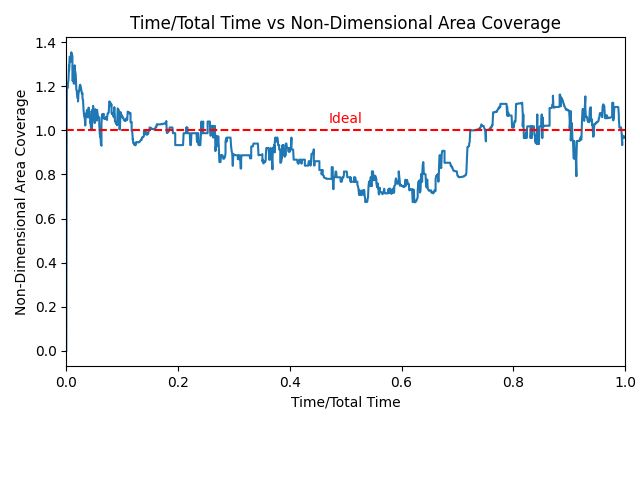 Time/Total Time vs Non-Dimensional Area Coverage
Non-Dimensional Area Coverage
1.4
1.2
1.0
0.8
0.6
0.4
0.2
0.0
Ideal
0.0 0.2 0.4 0.6 0.8 1.0
Time/Total Time